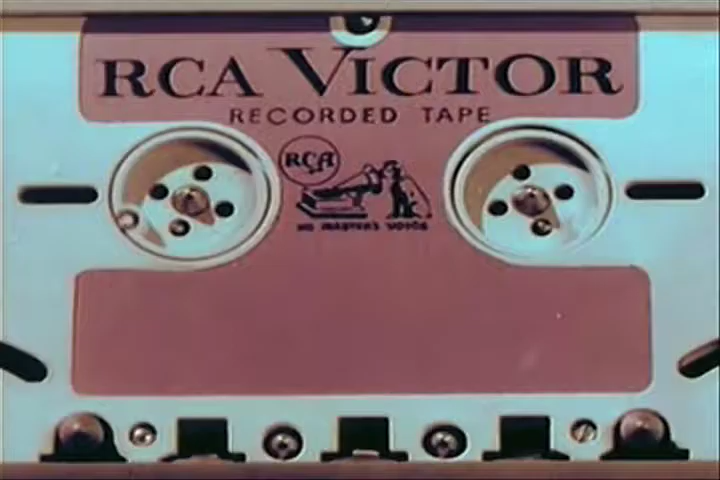 RCA VICTOR
RECORDED TAPE
RCA
HIS MASTER'S VOICE